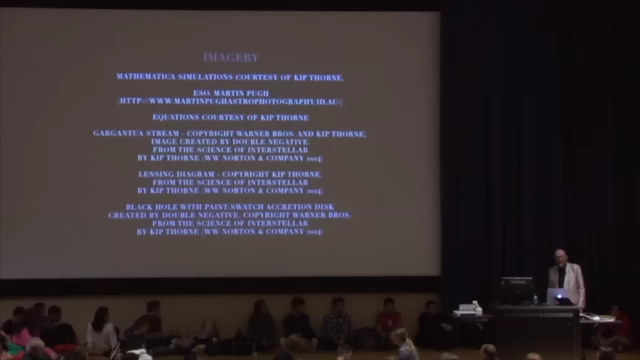 IMAGERY
MATHEMATICA SIMULATIONS COURTESY OF KIP THORNE.
ESO. MARTIN PUGH
[HTTP://WWW.MARTINPUGHASTROPHOTOGRAPHY.ID.AU/]
EQUATIONS COURTESY OF KIP THORNE
GARGANTUA STREAM - COPYRIGHT WARNER BROS. AND KIP THORNE;
IMAGE CREATED BY DOUBLE NEGATIVE.
FROM THE SCIENCE OF INTERSTELLAR
BY KIP THORNE (WW NORTON & COMPANY 2014)
LENSING DIAGRAM - COPYRIGHT KIP THORNE.
FROM THE SCIENCE OF INTERSTELLAR
BY KIP THORNE (WW NORTON & COMPANY 2014)
BLACK HOLE WITH PAINT-SWATCH ACCRETION DISK
CREATED BY DOUBLE NEGATIVE. COPYRIGHT WARNER BROS.
FROM THE SCIENCE OF INTERSTELLAR
BY KIP THORNE (WW NORTON & COMPANY 2014)